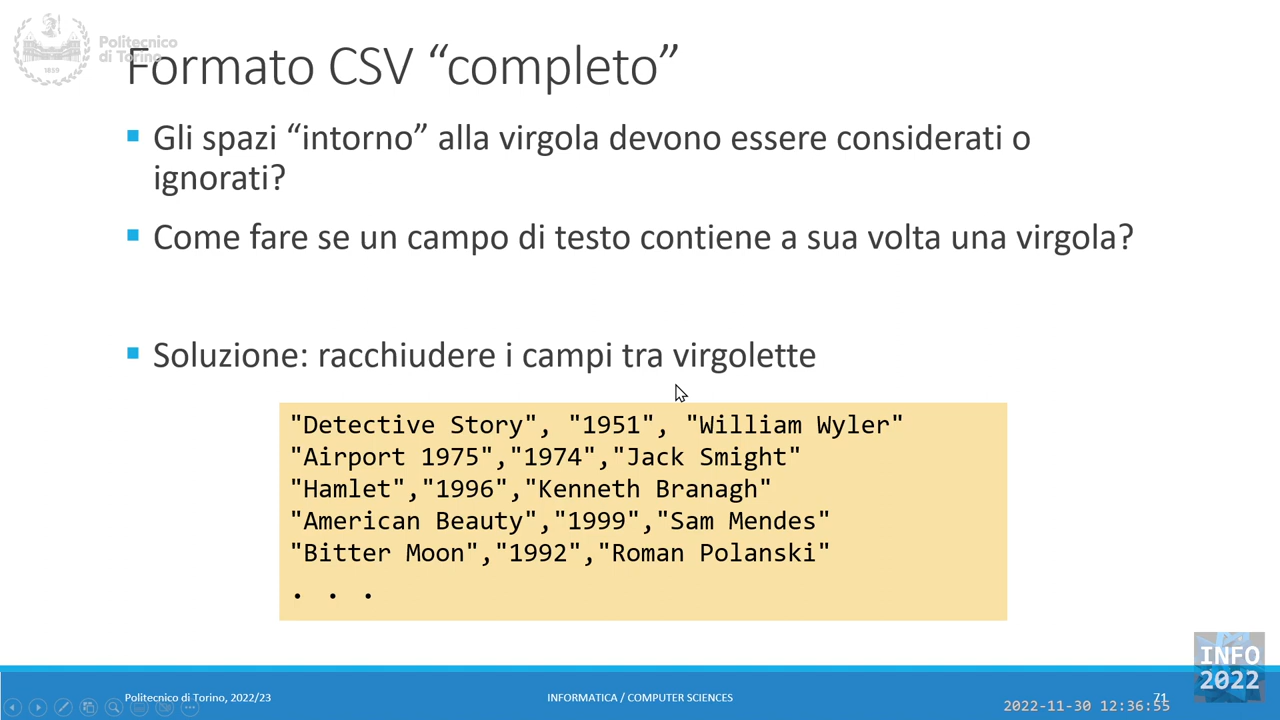 Politecnico
di Torino
1859
Formato CSV “completo”
Gli spazi “intorno” alla virgola devono essere considerati o
ignorati?
Come fare se un campo di testo contiene a sua volta una virgola?
Soluzione: racchiudere i campi tra virgolette
"Detective Story", "1951", "William Wyler"
"Airport 1975","1974","Jack Smight"
"Hamlet","1996","Kenneth Branagh"
"American Beauty","1999","Sam Mendes"
"Bitter Moon","1992","Roman Polanski"
. . .
INFO
2022
Politecnico di Torino, 2022/23
INFORMATICA / COMPUTER SCIENCES
71
2022-11-30 12:36:55